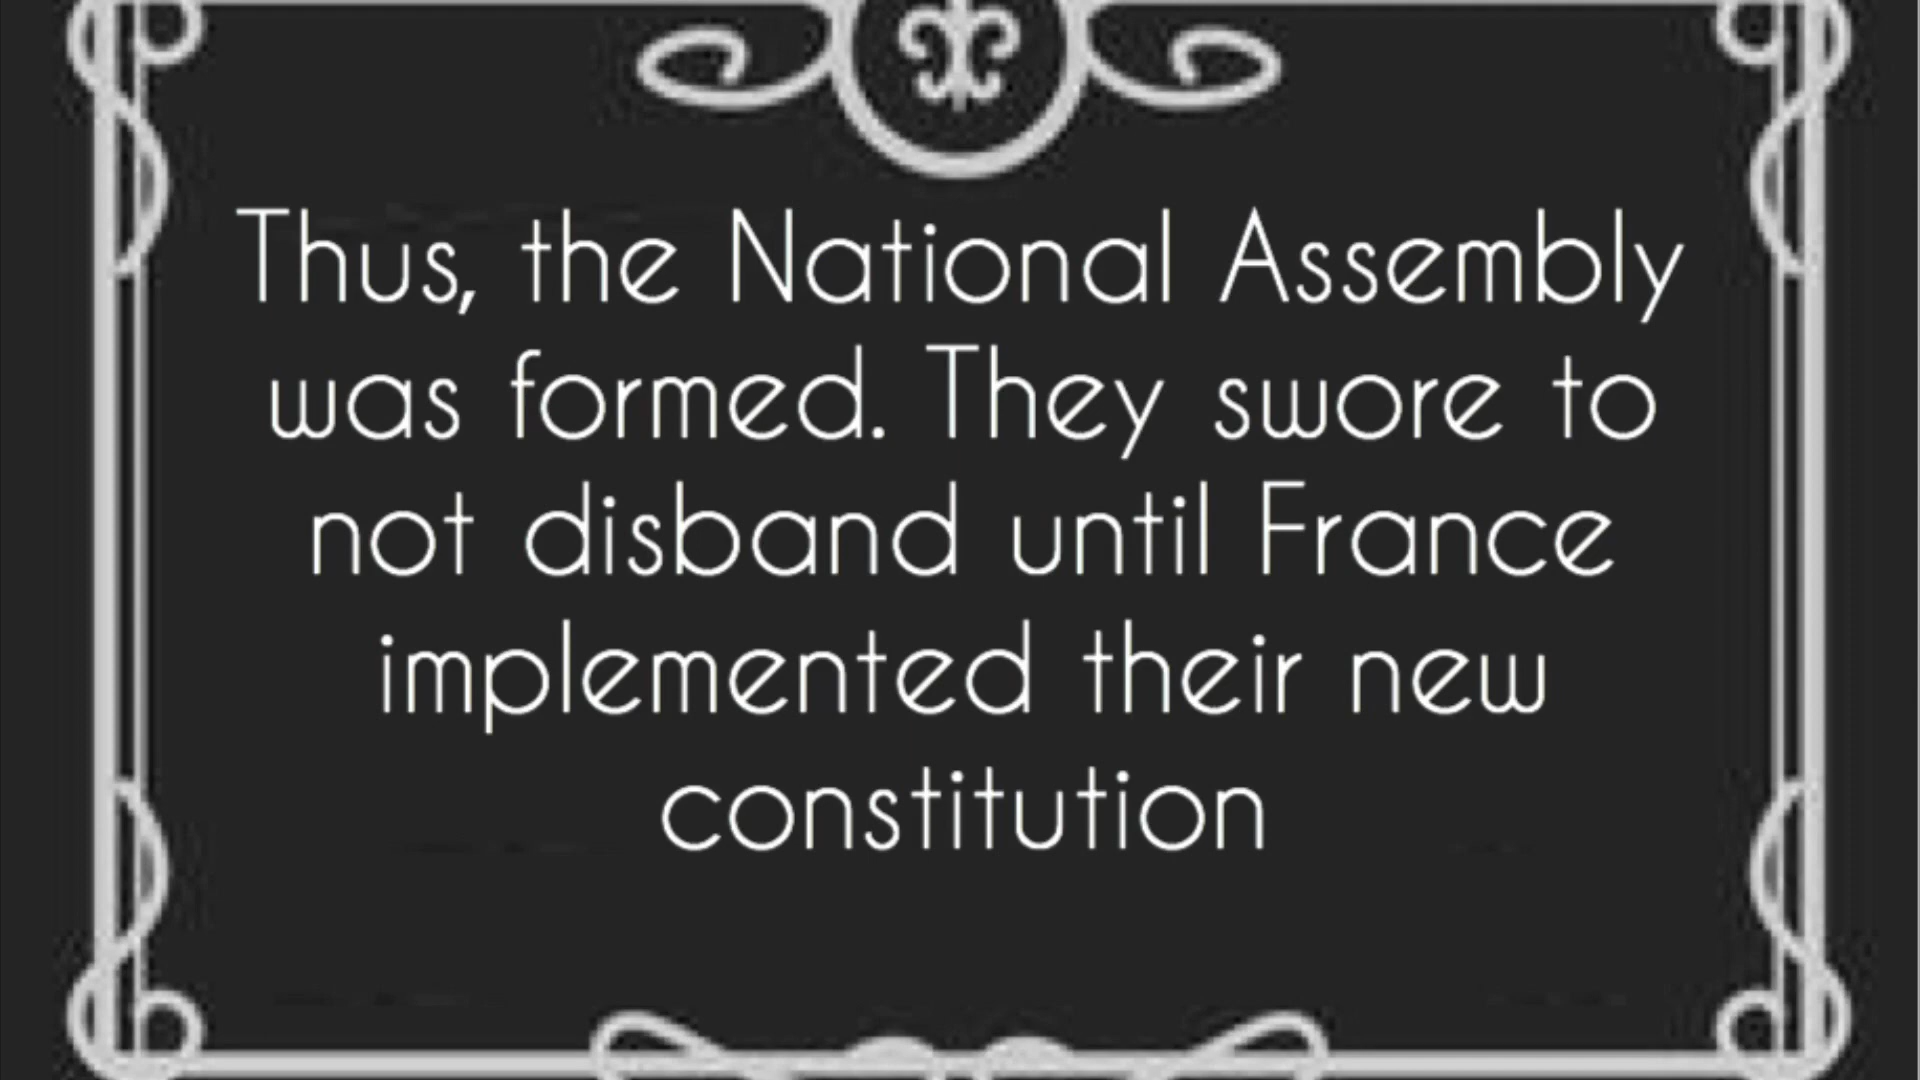 Thus, the National Assembly
was formed. They swore to
not disband until France
implemented their new
constitution